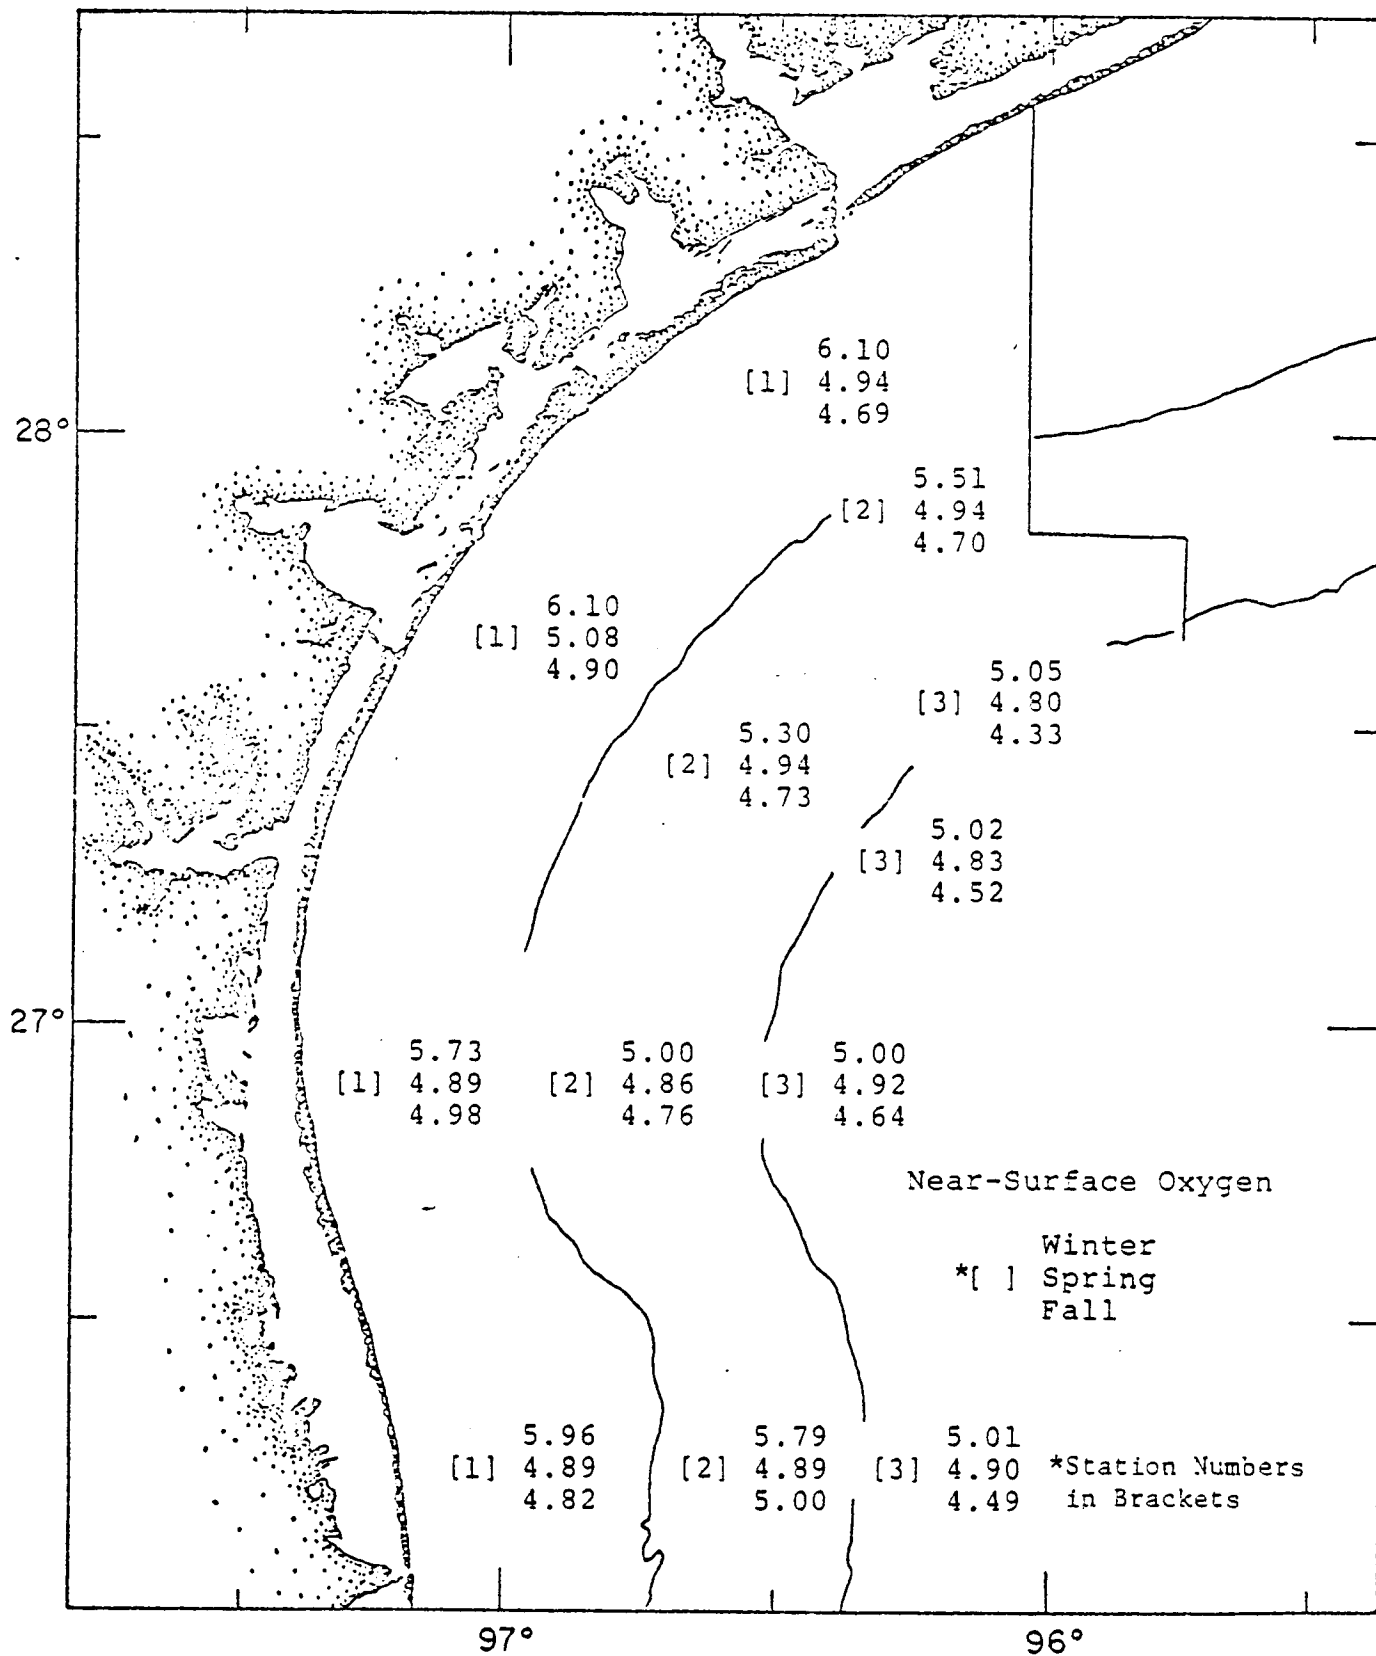 6.10
[1] 4.94
4.69
28°
5.51
[2] 4.94
4.70
6.10
[1] 5.08
4.90
5.05
[3] 4.80
4.33
5.30
[2] 4.94
4.73
5.02
[3] 4.83
4.52
27°
5.73 5.00 5.00
[1] 4.89 [2] 4.86 [3] 4.92
4.98 4.76 4.64
Near-Surface Oxygen
Winter
*[ ] Spring
Fall
5.96 5.79 5.01
[1] 4.89 [2] 4.89 [3] 4.90 *Station Numbers
4.82 5.00 4.49 in Brackets
97° 96°